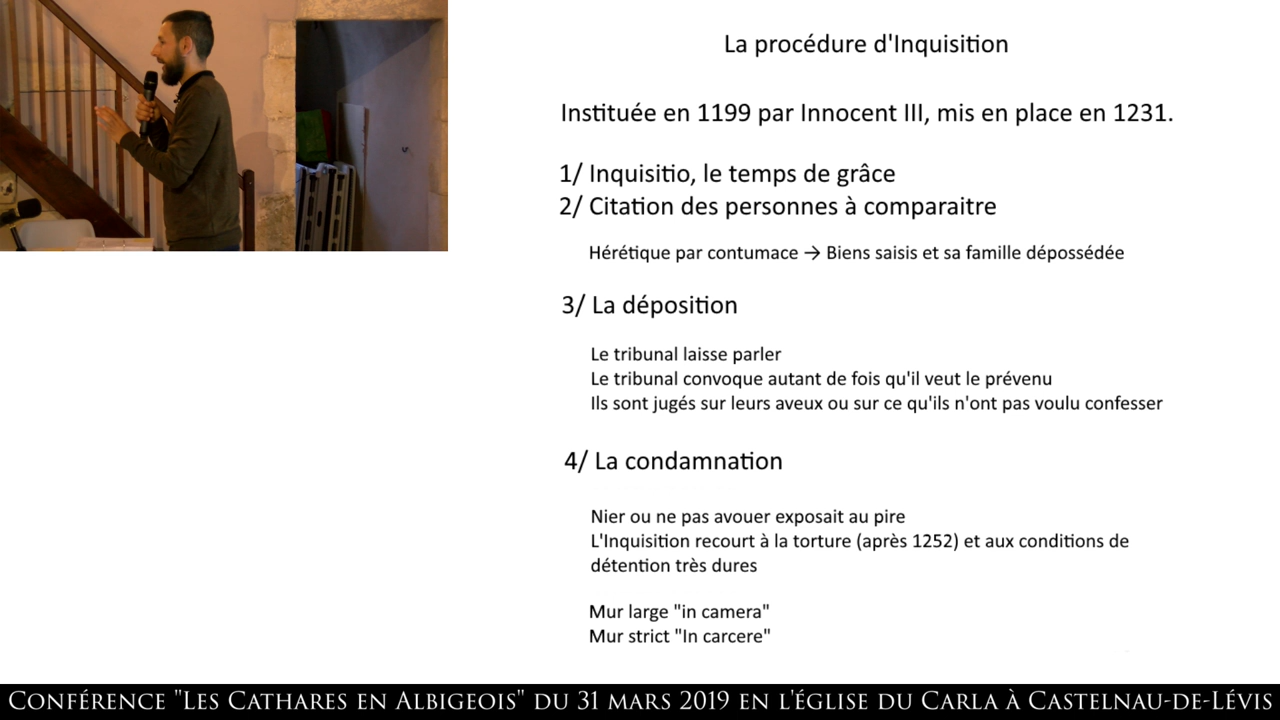 La procédure d'Inquisition
Instituée en 1199 par Innocent III, mis en place en 1231.
1/ Inquisitio, le temps de grâce
2/ Citation des personnes à comparaitre
Hérétique par contumace → Biens saisis et sa famille dépossédée
3/ La déposition
Le tribunal laisse parler
Le tribunal convoque autant de fois qu'il veut le prévenu
Ils sont jugés sur leurs aveux ou sur ce qu'ils n'ont pas voulu confesser
4/ La condamnation
Nier ou ne pas avouer exposait au pire
L'Inquisition recourt à la torture (après 1252) et aux conditions de
détention très dures
Mur large "in camera"
Mur strict "In carcere"
Conférence "Les Cathares en Albigeois" du 31 mars 2019 en l'église du Carla à Castelnau-de-Lévis